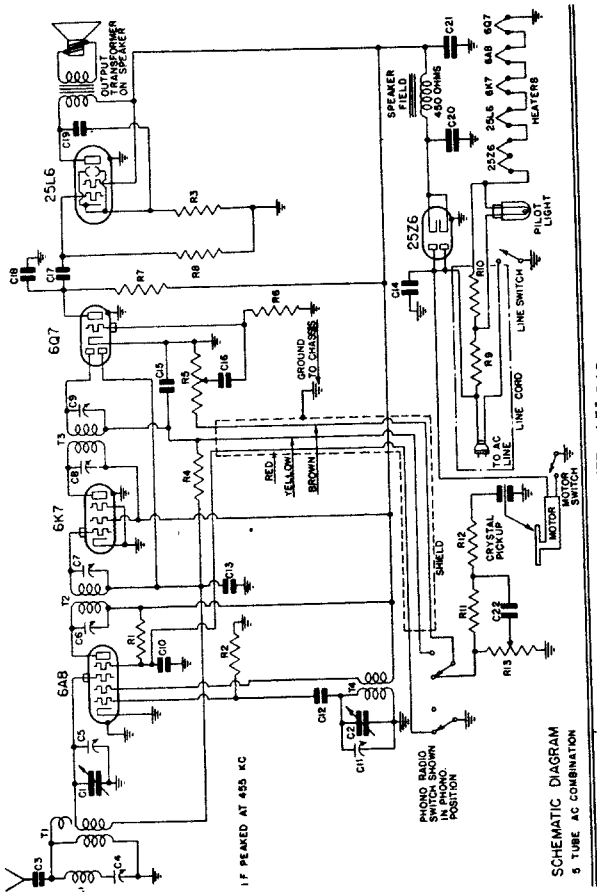 OUTPUT
TRANSFORMER
ON SPEAKER
C19
25L6
C18
C17
R3
R8
R7
6Q7
R6
C15
R5
C16
GROUND
TO CHASSIS
C9
T3
C8
6K7
R4
RED
YELLOW
BROWN
C7
T2
C6
C13
R1
C10
R2
6A8
C5
C1
T1
C3
C4
IF PEAKED AT 455 KC
C12
T4
C2
C11
PHONO RADIO
SWITCH SHOWN
IN PHONO.
POSITION
SHIELD
C21
SPEAKER
FIELD
450 OHMS
C20
25Z6
C14
25Z6
25L6
6K7
6A8
6Q7
HEATERS
PILOT
LIGHT
R10
R9
LINE SWITCH
LINE CORD
TO AC
LINE
MOTOR
MOTOR
SWITCH
CRYSTAL
PICKUP
R12
R11
C22
R13
SCHEMATIC DIAGRAM
5 TUBE AC COMBINATION